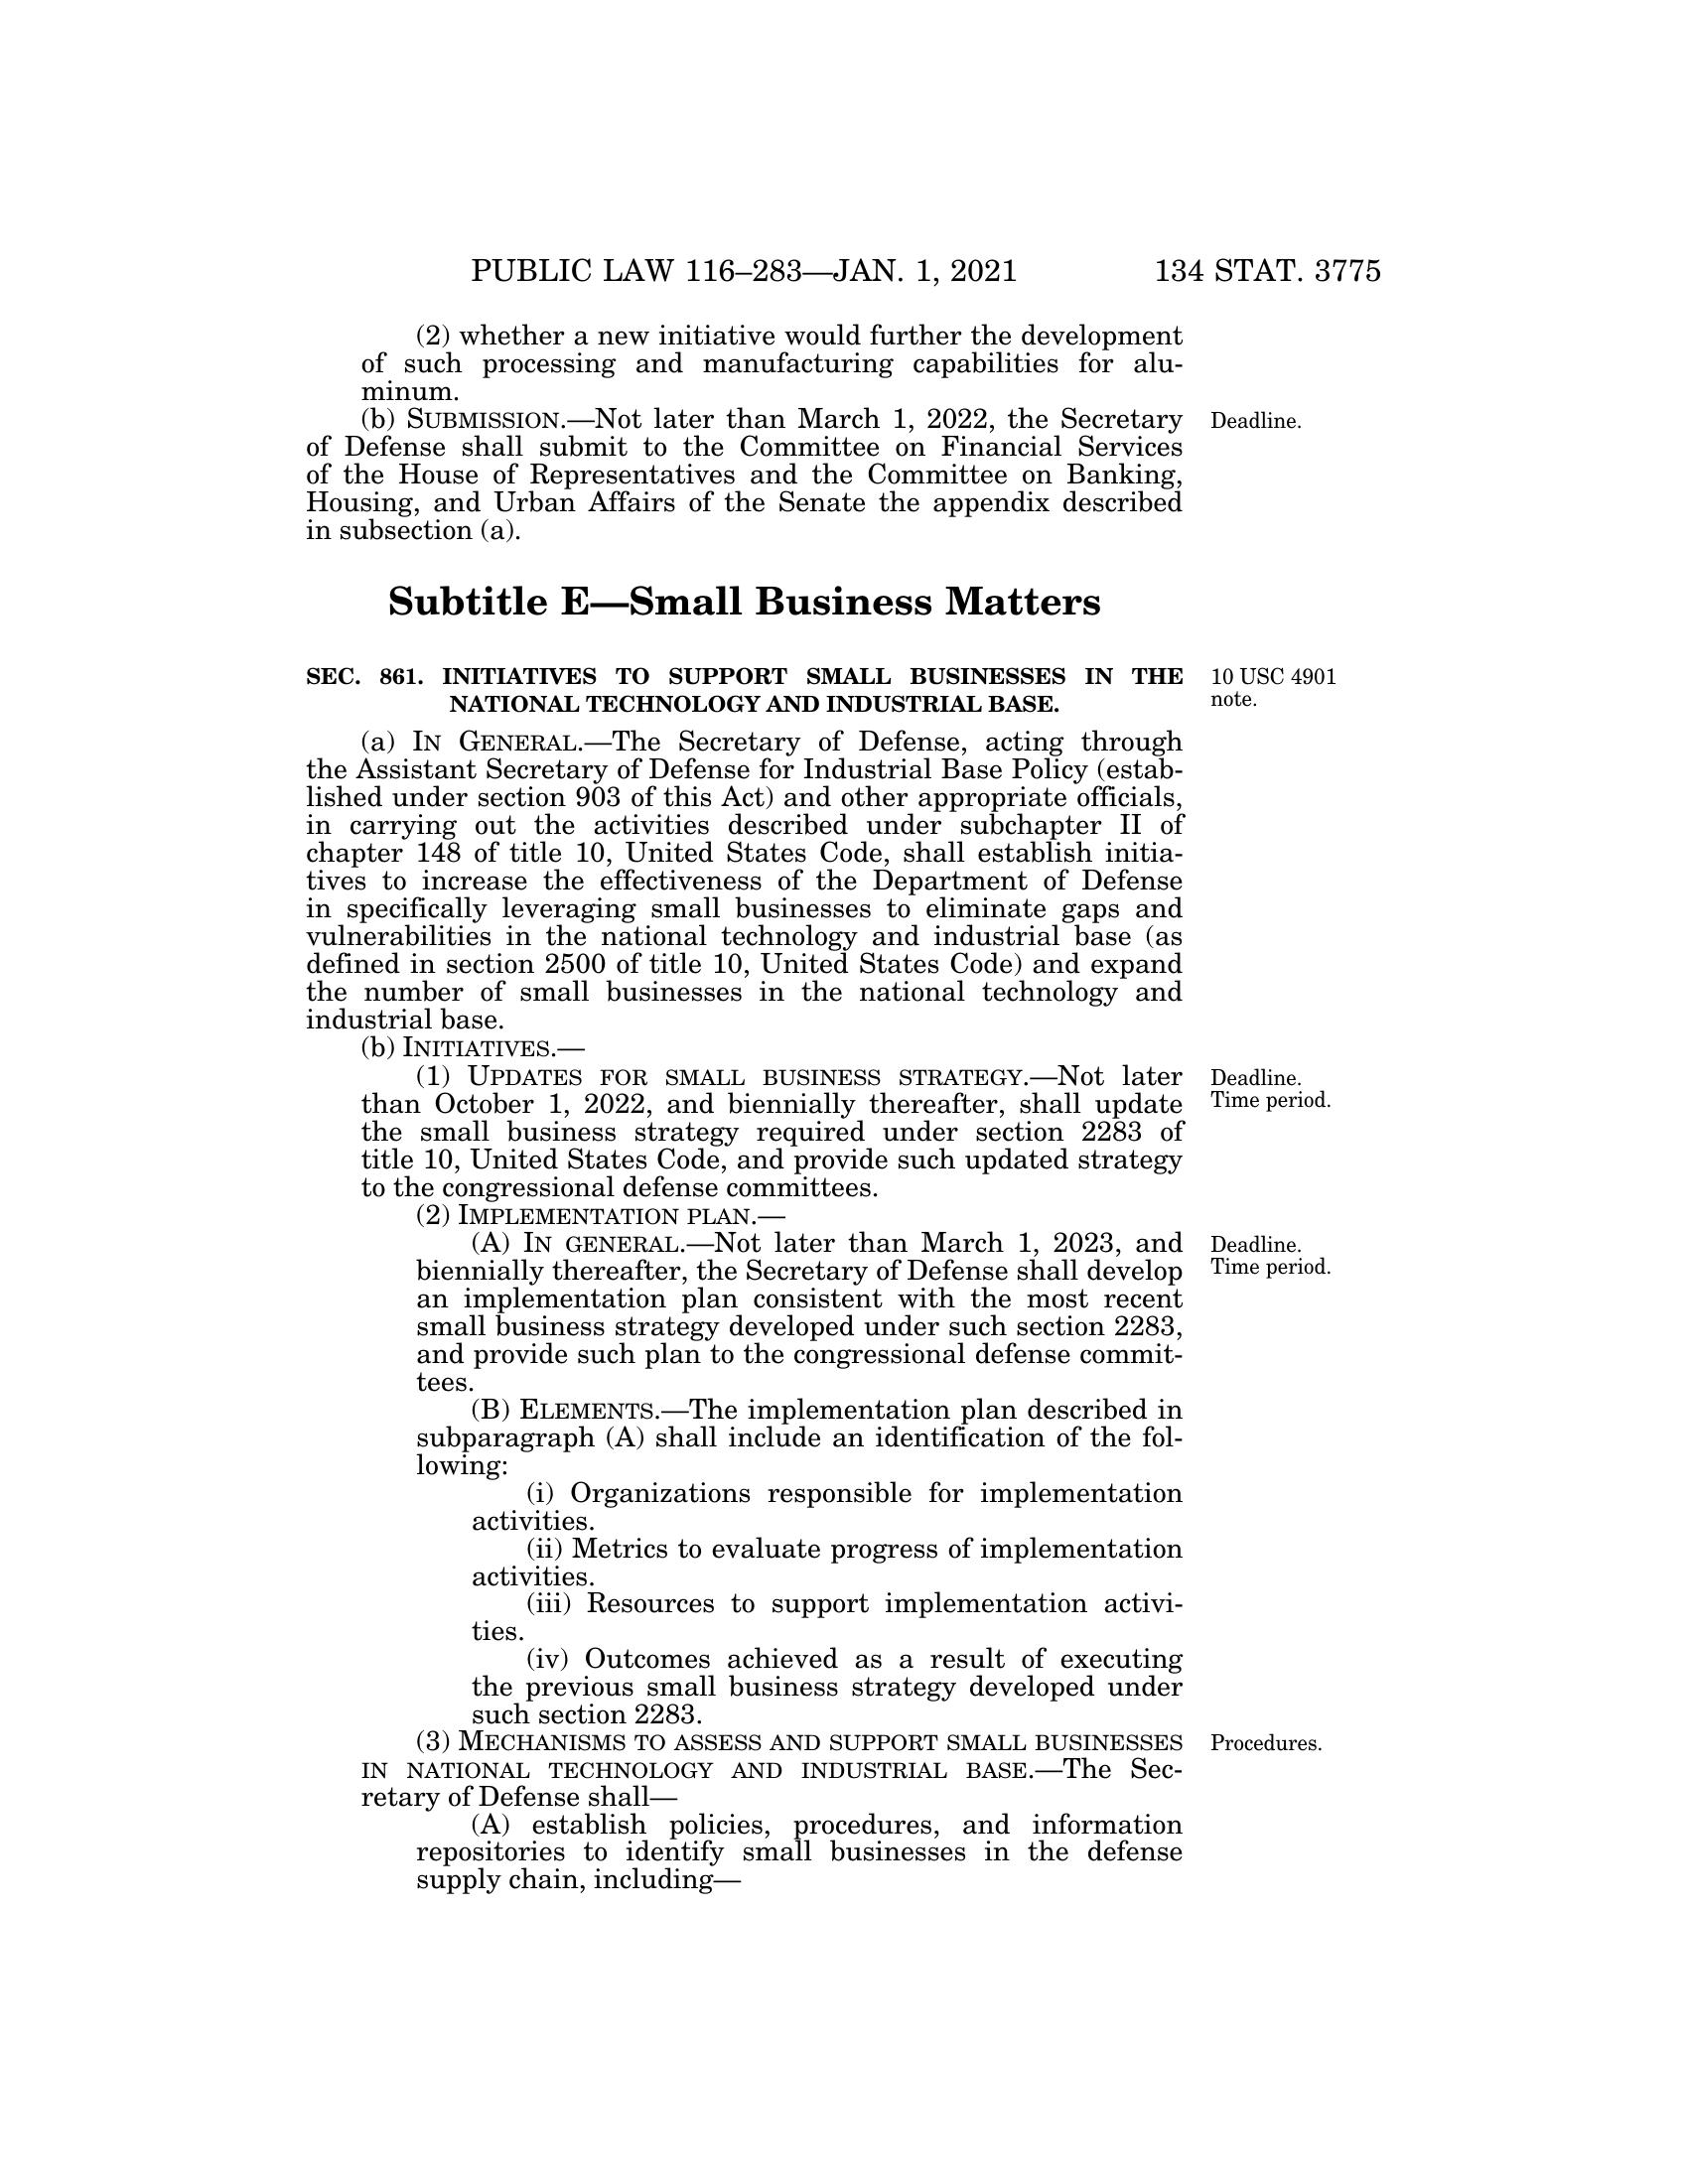 PUBLIC LAW 116–283—JAN. 1, 2021 134 STAT. 3775
(2) whether a new initiative would further the development
of such processing and manufacturing capabilities for alu-
minum.
(b) SUBMISSION.—Not later than March 1, 2022, the Secretary
Deadline.
of Defense shall submit to the Committee on Financial Services
of the House of Representatives and the Committee on Banking,
Housing, and Urban Affairs of the Senate the appendix described
in subsection (a).
Subtitle E—Small Business Matters
SEC. 861. INITIATIVES TO SUPPORT SMALL BUSINESSES IN THE
NATIONAL TECHNOLOGY AND INDUSTRIAL BASE.
10 USC 4901
note.
(a) IN GENERAL.—The Secretary of Defense, acting through
the Assistant Secretary of Defense for Industrial Base Policy (estab-
lished under section 903 of this Act) and other appropriate officials,
in carrying out the activities described under subchapter II of
chapter 148 of title 10, United States Code, shall establish initia-
tives to increase the effectiveness of the Department of Defense
in specifically leveraging small businesses to eliminate gaps and
vulnerabilities in the national technology and industrial base (as
defined in section 2500 of title 10, United States Code) and expand
the number of small businesses in the national technology and
industrial base.
(b) INITIATIVES.—
(1) UPDATES FOR SMALL BUSINESS STRATEGY.—Not later
than October 1, 2022, and biennially thereafter, shall update
the small business strategy required under section 2283 of
title 10, United States Code, and provide such updated strategy
to the congressional defense committees.
Deadline.
Time period.
(2) IMPLEMENTATION PLAN.—
(A) IN GENERAL.—Not later than March 1, 2023, and
biennially thereafter, the Secretary of Defense shall develop
an implementation plan consistent with the most recent
small business strategy developed under such section 2283,
and provide such plan to the congressional defense commit-
tees.
Deadline.
Time period.
(B) ELEMENTS.—The implementation plan described in
subparagraph (A) shall include an identification of the fol-
lowing:
(i) Organizations responsible for implementation
activities.
(ii) Metrics to evaluate progress of implementation
activities.
(iii) Resources to support implementation activi-
ties.
(iv) Outcomes achieved as a result of executing
the previous small business strategy developed under
such section 2283.
(3) MECHANISMS TO ASSESS AND SUPPORT SMALL BUSINESSES
IN NATIONAL TECHNOLOGY AND INDUSTRIAL BASE.—The Sec-
retary of Defense shall—
Procedures.
(A) establish policies, procedures, and information
repositories to identify small businesses in the defense
supply chain, including—